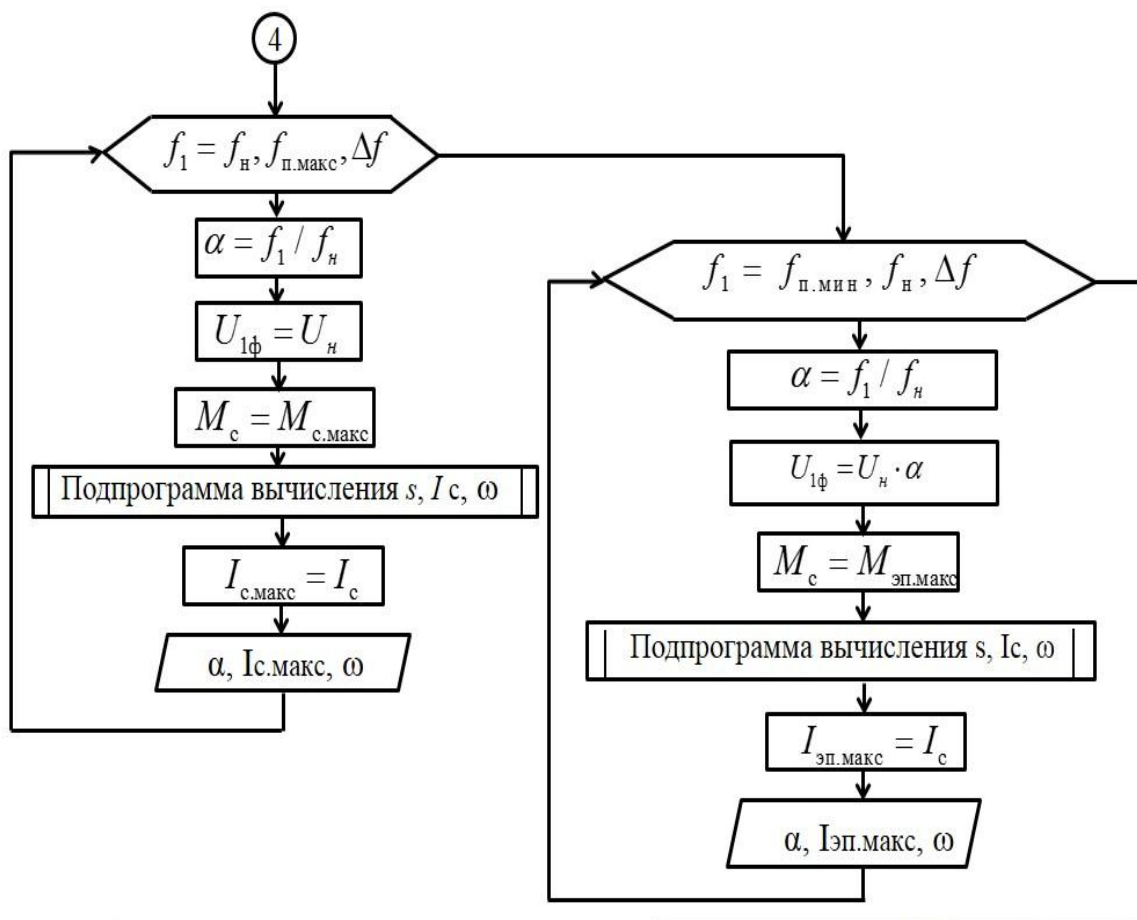 4
f₁ = fн, fп.макс, Δf
α = f₁ / fн
U₁ф = Uн
Mс = Mс.макс
Подпрограмма вычисления s, I с, ω
Iс.макс = Iс
α, Iс.макс, ω
f₁ = fп.мин, fн, Δf
α = f₁ / fн
U₁ф = Uн · α
Mс = Mэп.макс
Подпрограмма вычисления s, Iс, ω
Iэп.макс = Iс
α, Iэп.макс, ω